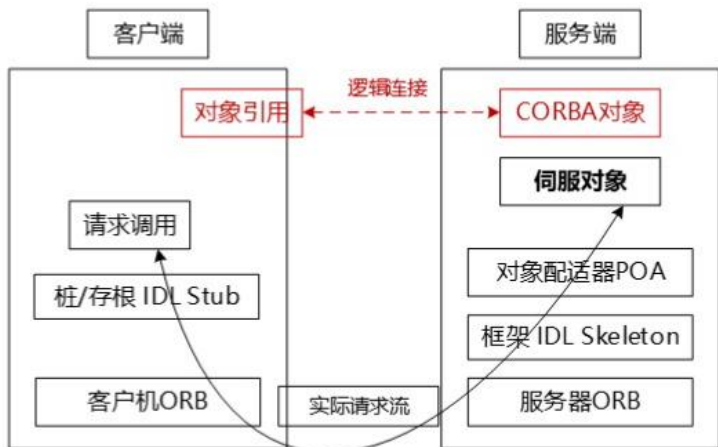 客户端
服务端
逻辑连接
对象引用
CORBA对象
伺服对象
请求调用
对象配适器POA
桩/存根 IDL Stub
框架 IDL Skeleton
客户机ORB
实际请求流
服务器ORB